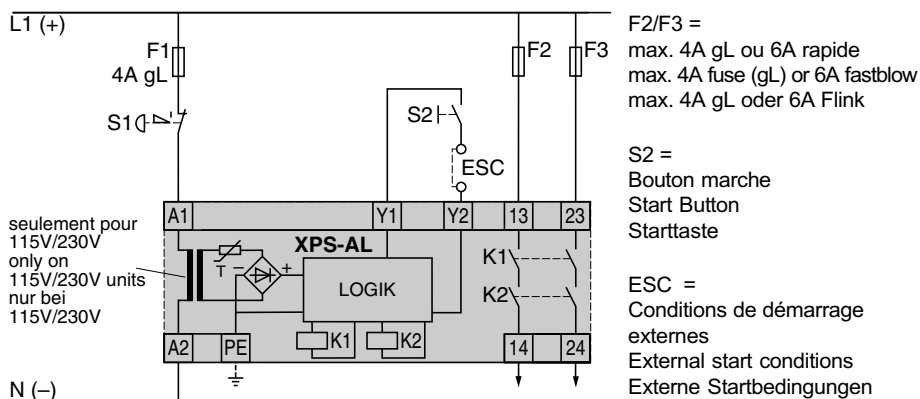 L1 (+)
F1
4A gL
F2
F3
S1
S2
ESC
A1
Y1
Y2
13
23
XPS-AL
T
–
+
LOGIK
K1
K2
K1
K2
A2
PE
14
24
N (–)
seulement pour
115V/230V
only on
115V/230V units
nur bei
115V/230V
F2/F3 =
max. 4A gL ou 6A rapide
max. 4A fuse (gL) or 6A fastblow
max. 4A gL oder 6A Flink
S2 =
Bouton marche
Start Button
Starttaste
ESC =
Conditions de démarrage
externes
External start conditions
Externe Startbedingungen